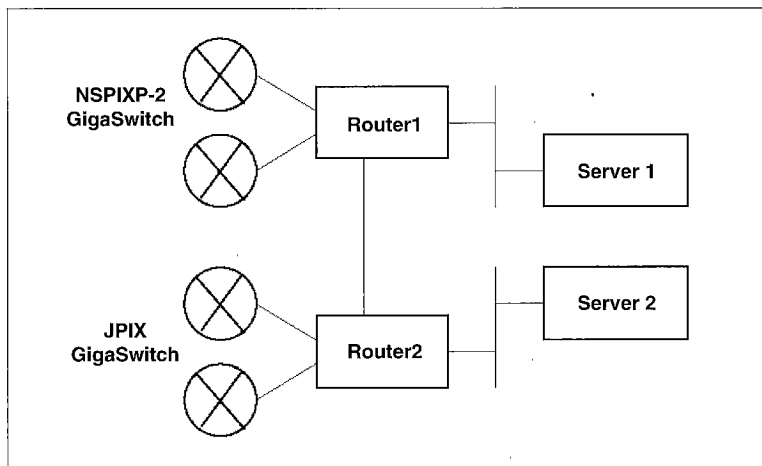 NSPIXP-2
GigaSwitch
Router1
Server 1
JPIX
GigaSwitch
Router2
Server 2